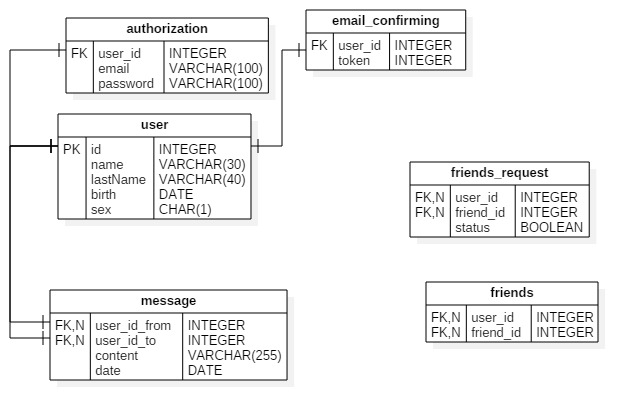 authorization
FK user_id INTEGER
email VARCHAR(100)
password VARCHAR(100)
email_confirming
FK user_id INTEGER
token INTEGER
user
PK id INTEGER
name VARCHAR(30)
lastName VARCHAR(40)
birth DATE
sex CHAR(1)
friends_request
FK,N user_id INTEGER
FK,N friend_id INTEGER
status BOOLEAN
message
FK,N user_id_from INTEGER
FK,N user_id_to INTEGER
content VARCHAR(255)
date DATE
friends
FK,N user_id INTEGER
FK,N friend_id INTEGER